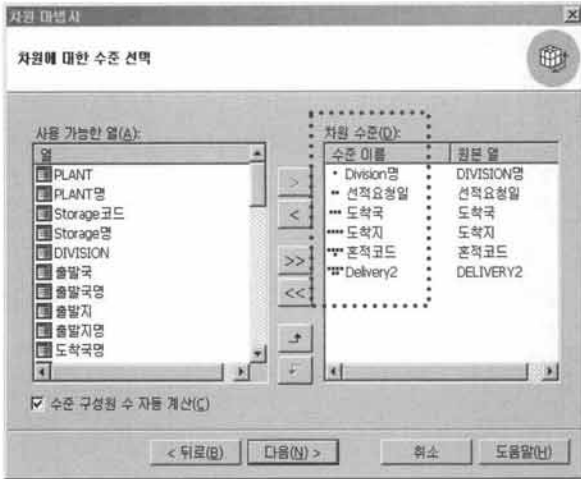 차원 마법사
차원에 대한 수준 선택
사용 가능한 열(A):
열
PLANT
PLANT명
Storage코드
Storage명
DIVISION
출발국
출발국명
출발지
출발지명
도착국명
>
<
>>
<<
차원 수준(D):
수준 이름 원본 열
Division명 DIVISION명
선적요청일 선적요청일
도착국 도착국
도착지 도착지
혼적코드 혼적코드
Delivery2 DELIVERY2
수준 구성원 수 자동 계산(C)
< 뒤로(B) 다음(N) > 취소 도움말(H)